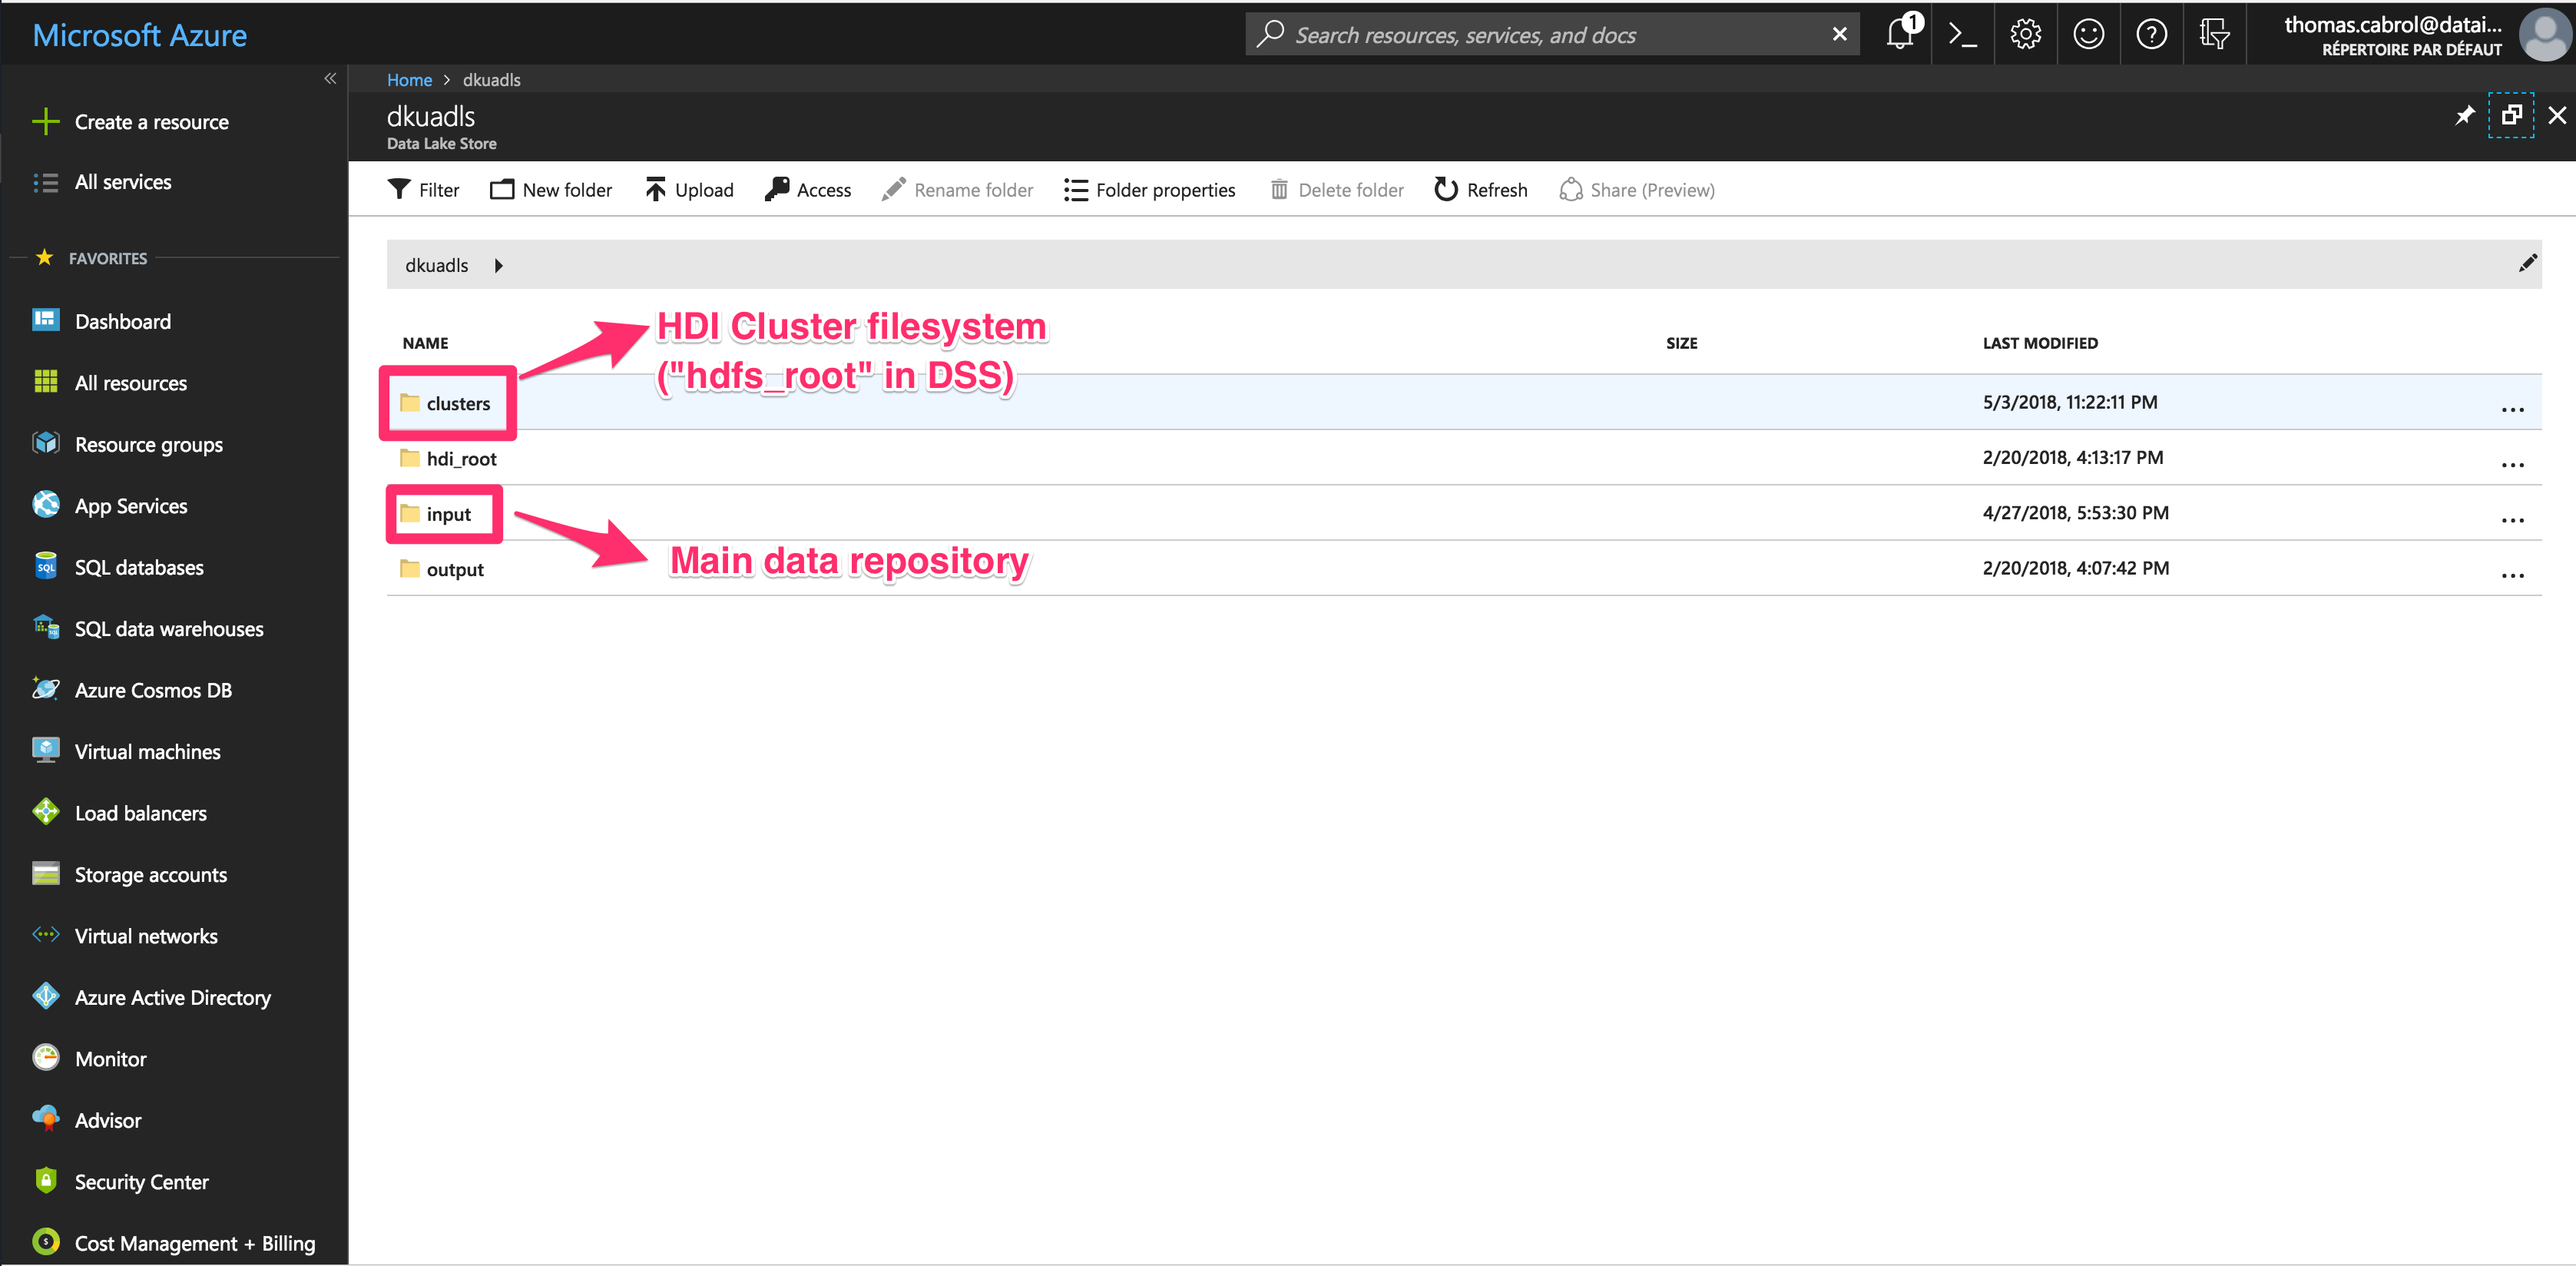 Microsoft Azure
Search resources, services, and docs
1
thomas.cabrol@datai...
RÉPERTOIRE PAR DÉFAUT
Home > dkuadls
dkuadls
Data Lake Store
Create a resource
All services
FAVORITES
Dashboard
All resources
Resource groups
App Services
SQL databases
SQL data warehouses
Azure Cosmos DB
Virtual machines
Load balancers
Storage accounts
Virtual networks
Azure Active Directory
Monitor
Advisor
Security Center
Cost Management + Billing
Filter New folder Upload Access Rename folder Folder properties Delete folder Refresh Share (Preview)
dkuadls
HDI Cluster filesystem
("hdfs_root" in DSS)
NAME SIZE LAST MODIFIED
clusters 5/3/2018, 11:22:11 PM ...
hdi_root 2/20/2018, 4:13:17 PM ...
input 4/27/2018, 5:53:30 PM ...
Main data repository
output 2/20/2018, 4:07:42 PM ...